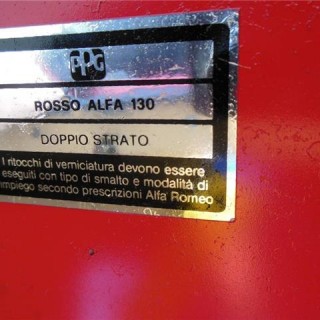 PPG
ROSSO ALFA 130
DOPPIO STRATO
I ritocchi di verniciatura devono essere
eseguiti con tipo di smalto e modalità di
impiego secondo prescrizioni Alfa Romeo